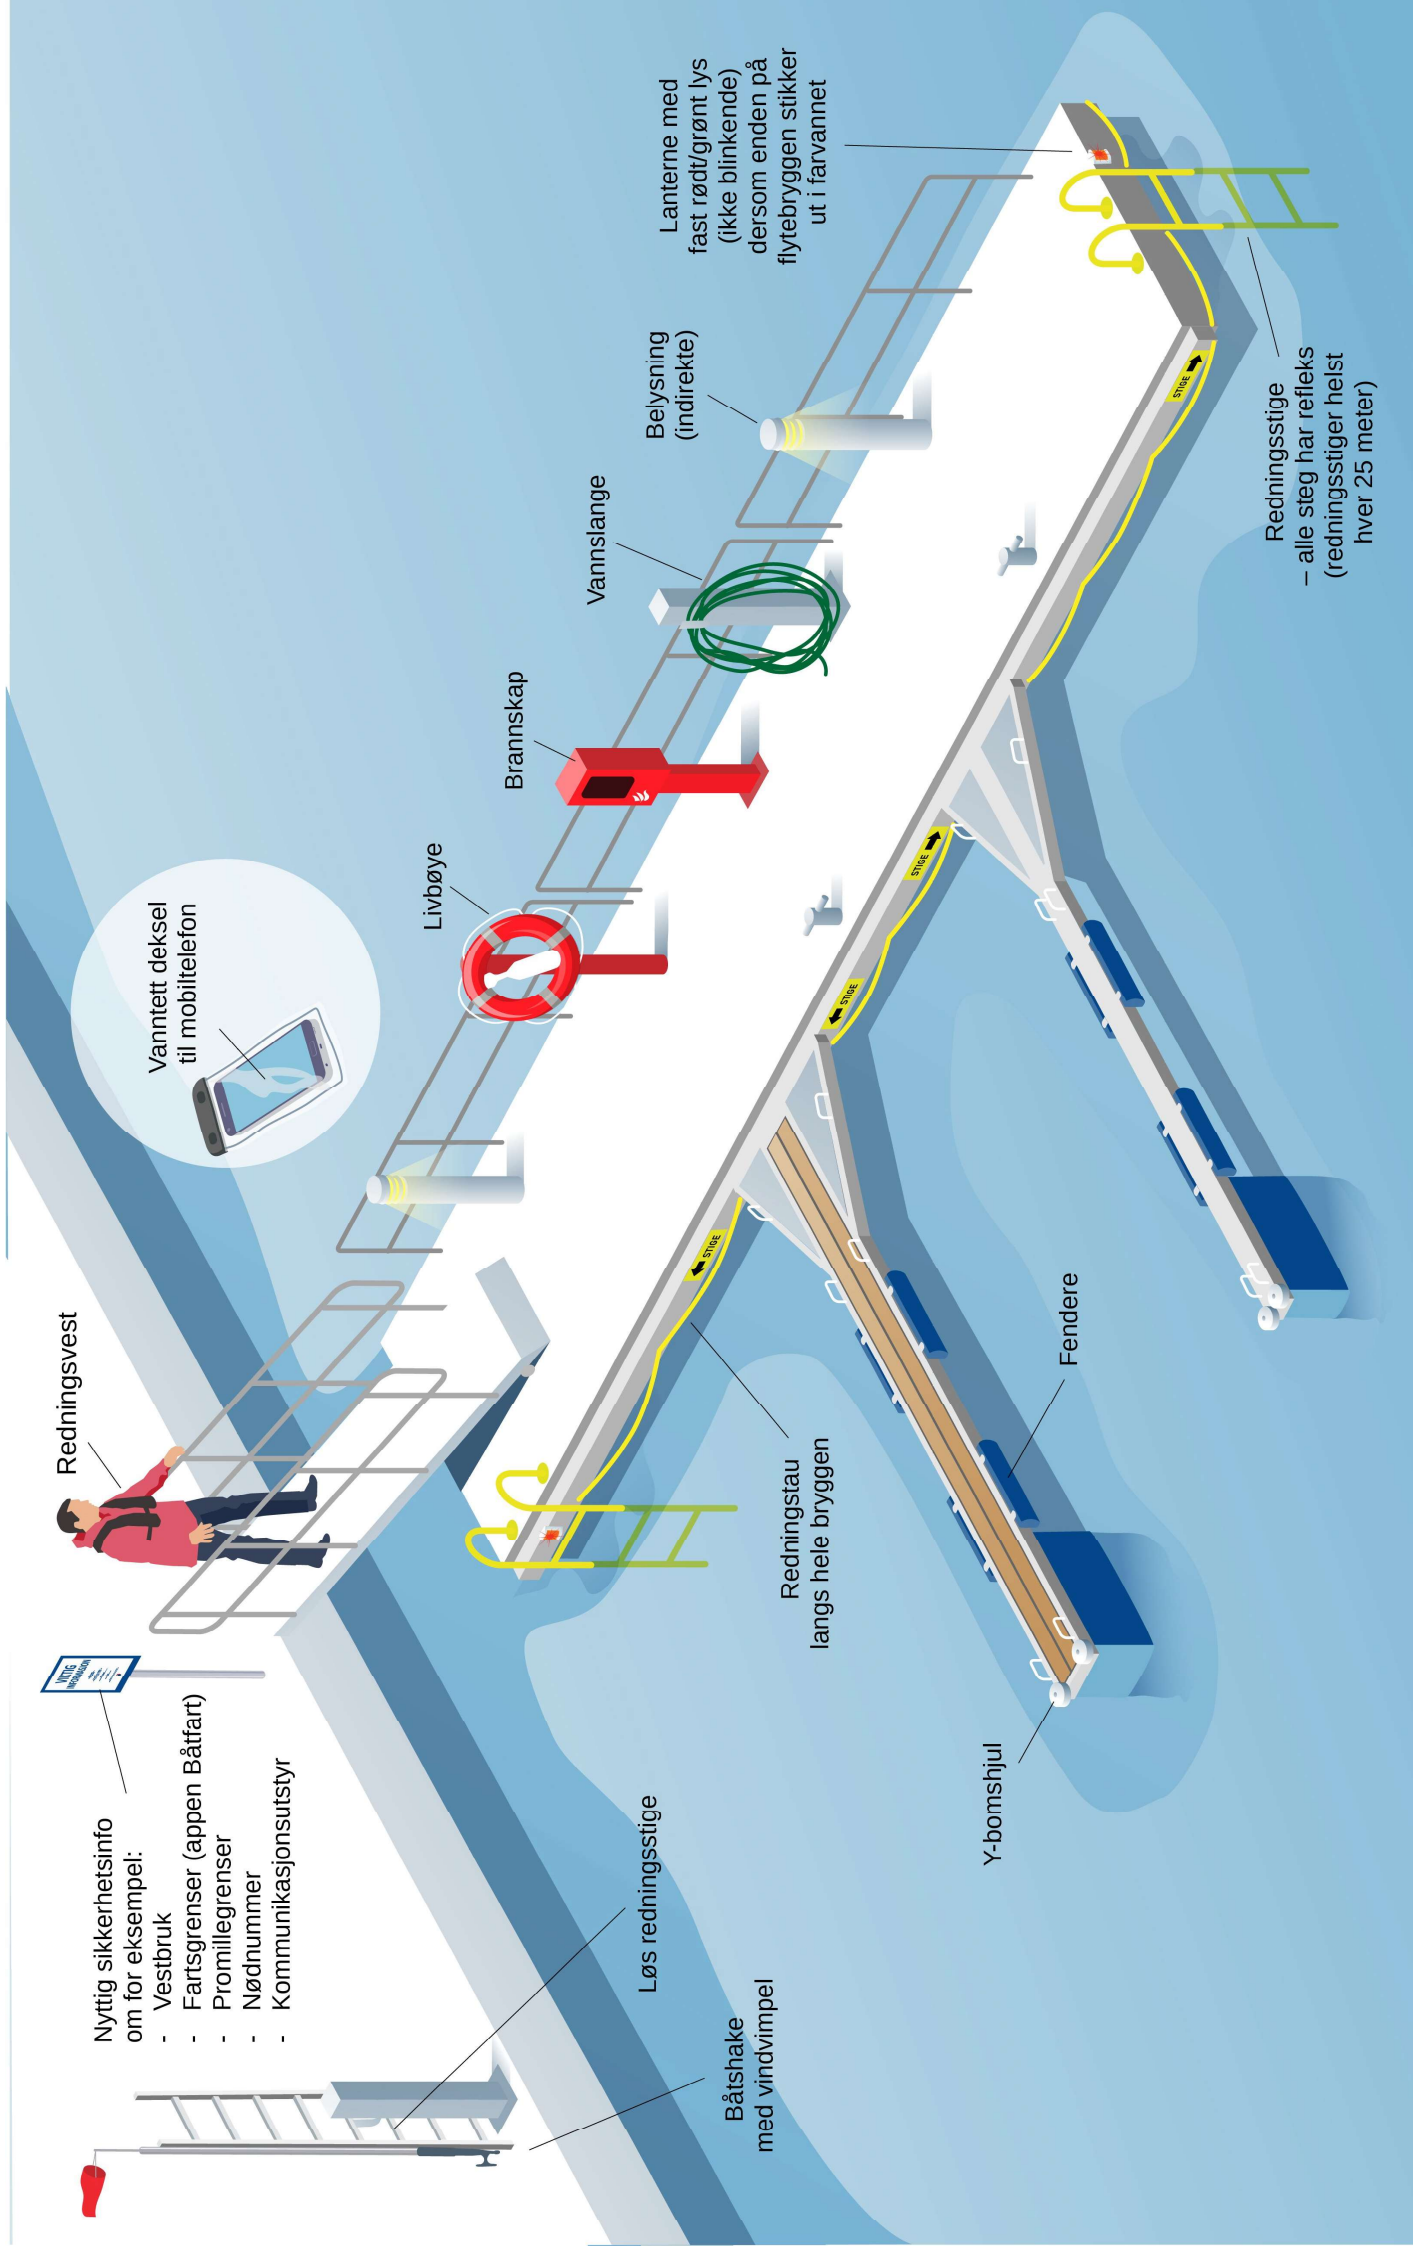 Nyttig sikkerhetsinfo
om for eksempel:
- Vestbruk
- Fartsgrenser (appen Båtfart)
- Promillegrenser
- Nødnummer
- Kommunikasjonsutstyr
VIKTIG
INFORMASJON
Redningsvest
Vanntett deksel
til mobiltelefon
Livbøye
Brannskap
Vannslange
Belysning
(indirekte)
Lanterne med
fast rødt/grønt lys
(ikke blinkende)
dersom enden på
flytebryggen stikker
ut i farvannet
Løs redningsstige
Båtshake
med vindvimpel
Redningstau
langs hele bryggen
STIGE
STIGE
STIGE
STIGE
Y-bomshjul
Fendere
Redningsstige
– alle steg har refleks
(redningsstiger helst
hver 25 meter)